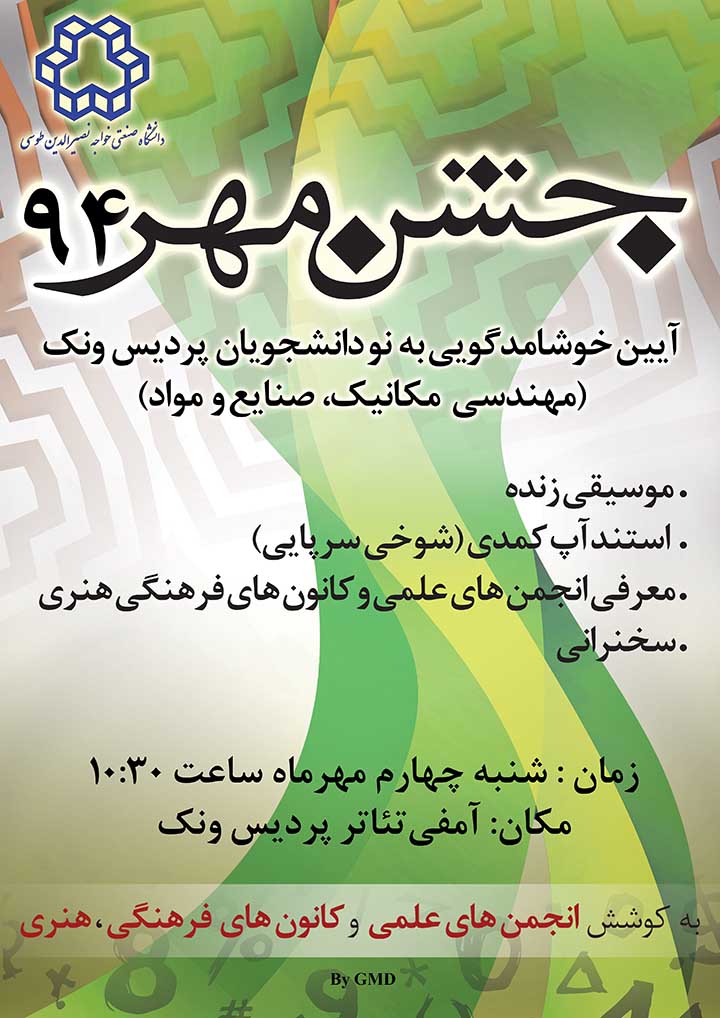 دانشگاه صنعتی خواجه نصیرالدین طوسی
جشن مهر ۹۴
آیین خوشامدگویی به نودانشجویان پردیس ونک
(مهندسی مکانیک، صنایع و مواد)
. موسیقی زنده
. استندآپ کمدی (شوخی سرپایی)
. معرفی انجمن های علمی و کانون های فرهنگی هنری
. سخنرانی
زمان : شنبه چهارم مهرماه ساعت ۱۰:۳۰
مکان: آمفی تئاتر پردیس ونک
به کوشش انجمن های علمی و کانون های فرهنگی، هنری
By GMD